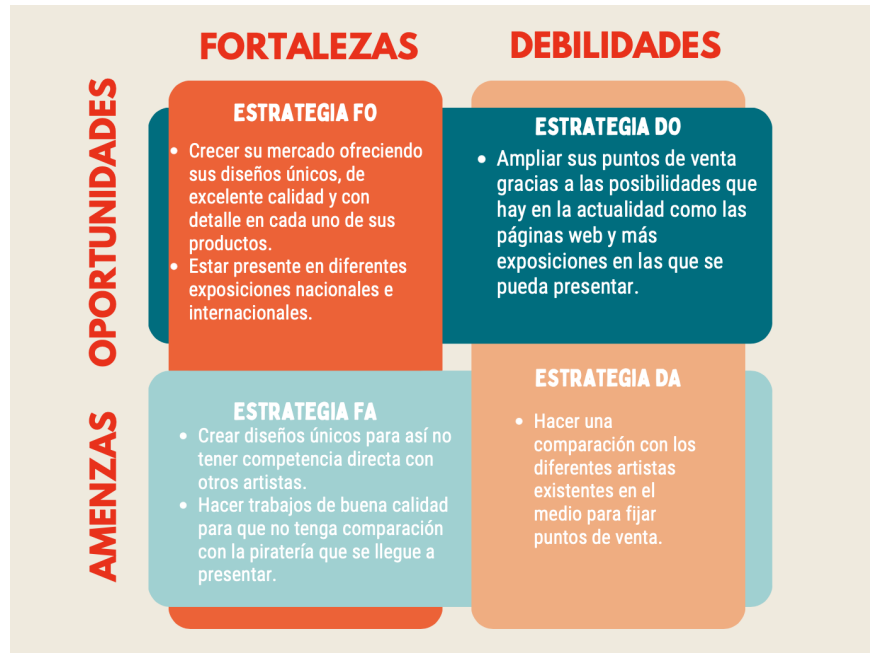 FORTALEZAS
DEBILIDADES
OPORTUNIDADES
ESTRATEGIA FO
• Crecer su mercado ofreciendo
sus diseños únicos, de
excelente calidad y con
detalle en cada uno de sus
productos.
• Estar presente en diferentes
exposiciones nacionales e
internacionales.
ESTRATEGIA DO
• Ampliar sus puntos de venta
gracias a las posibilidades que
hay en la actualidad como las
páginas web y más
exposiciones en las que se
pueda presentar.
AMENZAS
ESTRATEGIA FA
• Crear diseños únicos para así no
tener competencia directa con
otros artistas.
• Hacer trabajos de buena calidad
para que no tenga comparación
con la piratería que se llegue a
presentar.
ESTRATEGIA DA
• Hacer una
comparación con los
diferentes artistas
existentes en el
medio para fijar
puntos de venta.